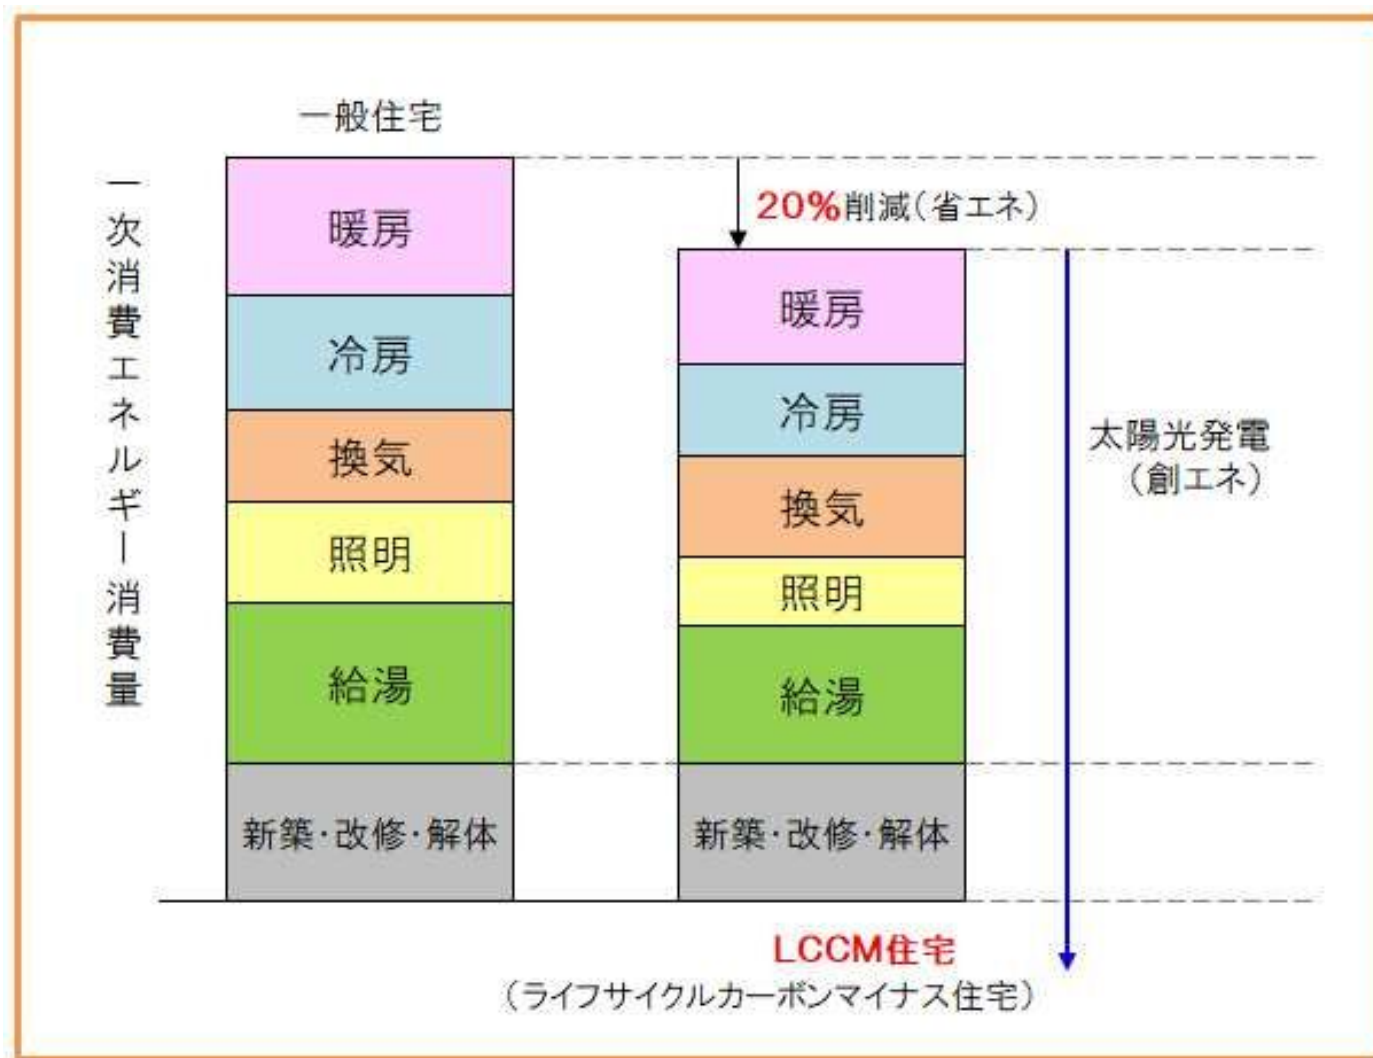 一般住宅
一次消費エネルギー消費量
暖房
冷房
換気
照明
給湯
新築・改修・解体
20%削減(省エネ)
暖房
冷房
換気
照明
給湯
新築・改修・解体
太陽光発電
(創エネ)
LCCM住宅
(ライフサイクルカーボンマイナス住宅)